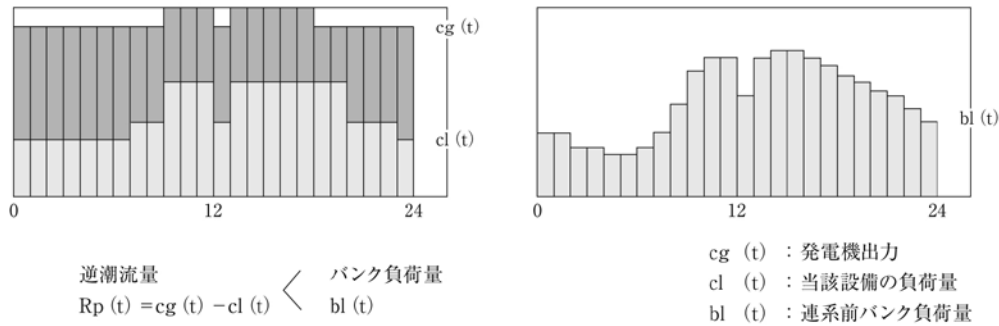 cg (t)
cl (t)
0 12 24
bl (t)
0 12 24
逆潮流量 < バンク負荷量
Rp (t) =cg (t) −cl (t) bl (t)
cg (t) : 発電機出力
cl (t) : 当該設備の負荷量
bl (t) : 連系前バンク負荷量